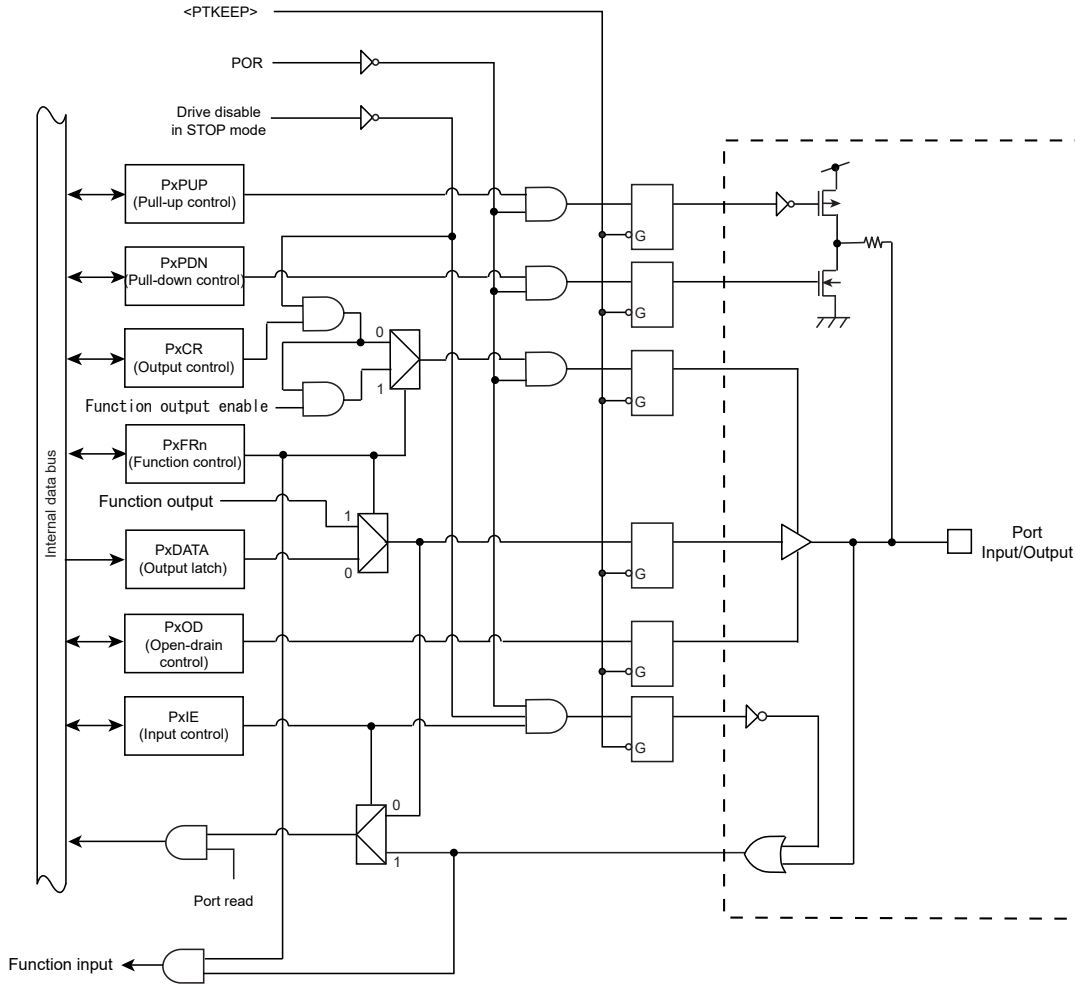 <PTKEEP>
POR
Drive disable
in STOP mode
PxPUP
(Pull-up control)
G
PxPDN
(Pull-down control)
G
PxCR
(Output control)
0
1
G
Function output enable
PxFRn
(Function control)
Internal data bus
Function output
1
0
PxDATA
(Output latch)
G
Port
Input/Output
PxOD
(Open-drain
control)
G
PxIE
(Input control)
G
0
1
Port read
Function input